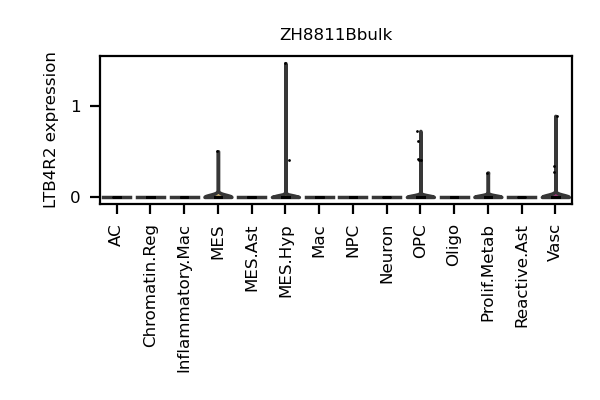 ZH8811Bbulk
LTB4R2 expression
1
0
AC
Chromatin.Reg
Inflammatory.Mac
MES
MES.Ast
MES.Hyp
Mac
NPC
Neuron
OPC
Oligo
Prolif.Metab
Reactive.Ast
Vasc